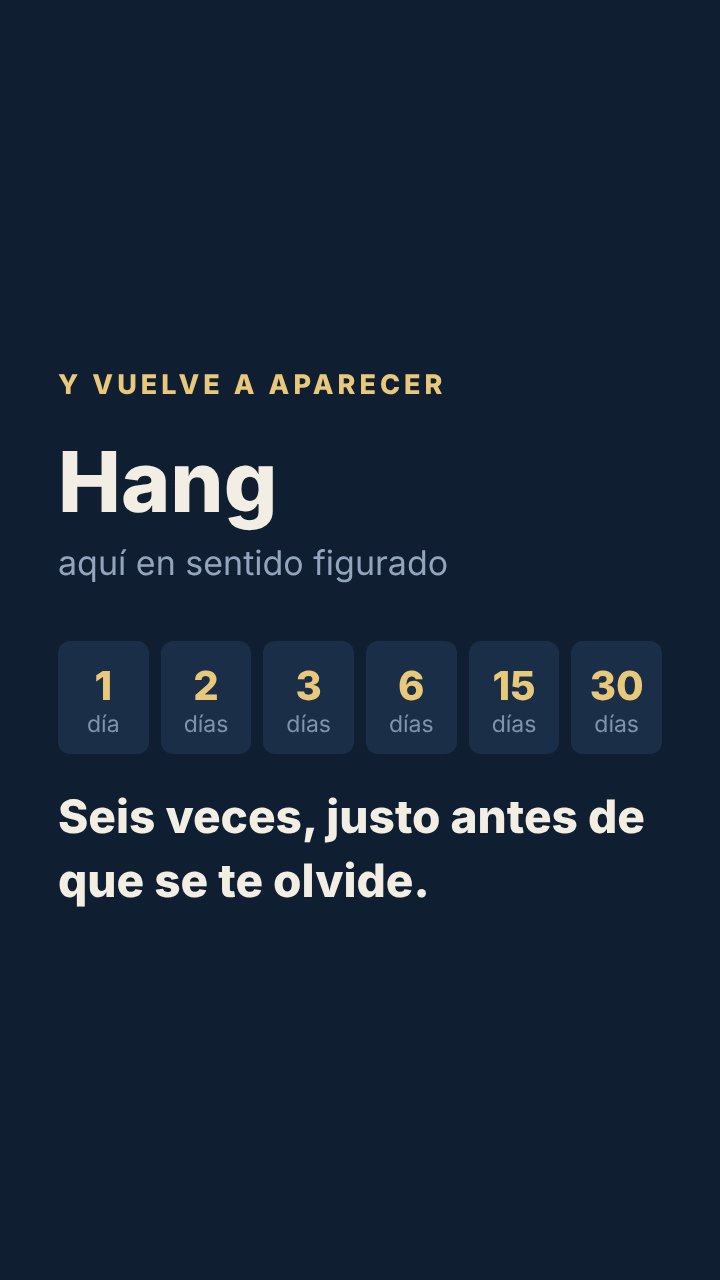 Y VUELVE A APARECER
Hang
aquí en sentido figurado
1 2 3 6 15 30
día días días días días días
Seis veces, justo antes de
que se te olvide.